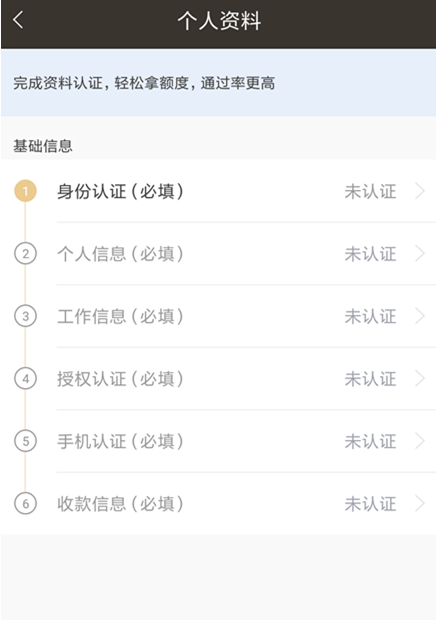 个人资料
完成资料认证，轻松拿额度，通过率更高
基础信息
1 身份认证（必填） 未认证
2 个人信息（必填） 未认证
3 工作信息（必填） 未认证
4 授权认证（必填） 未认证
5 手机认证（必填） 未认证
6 收款信息（必填） 未认证